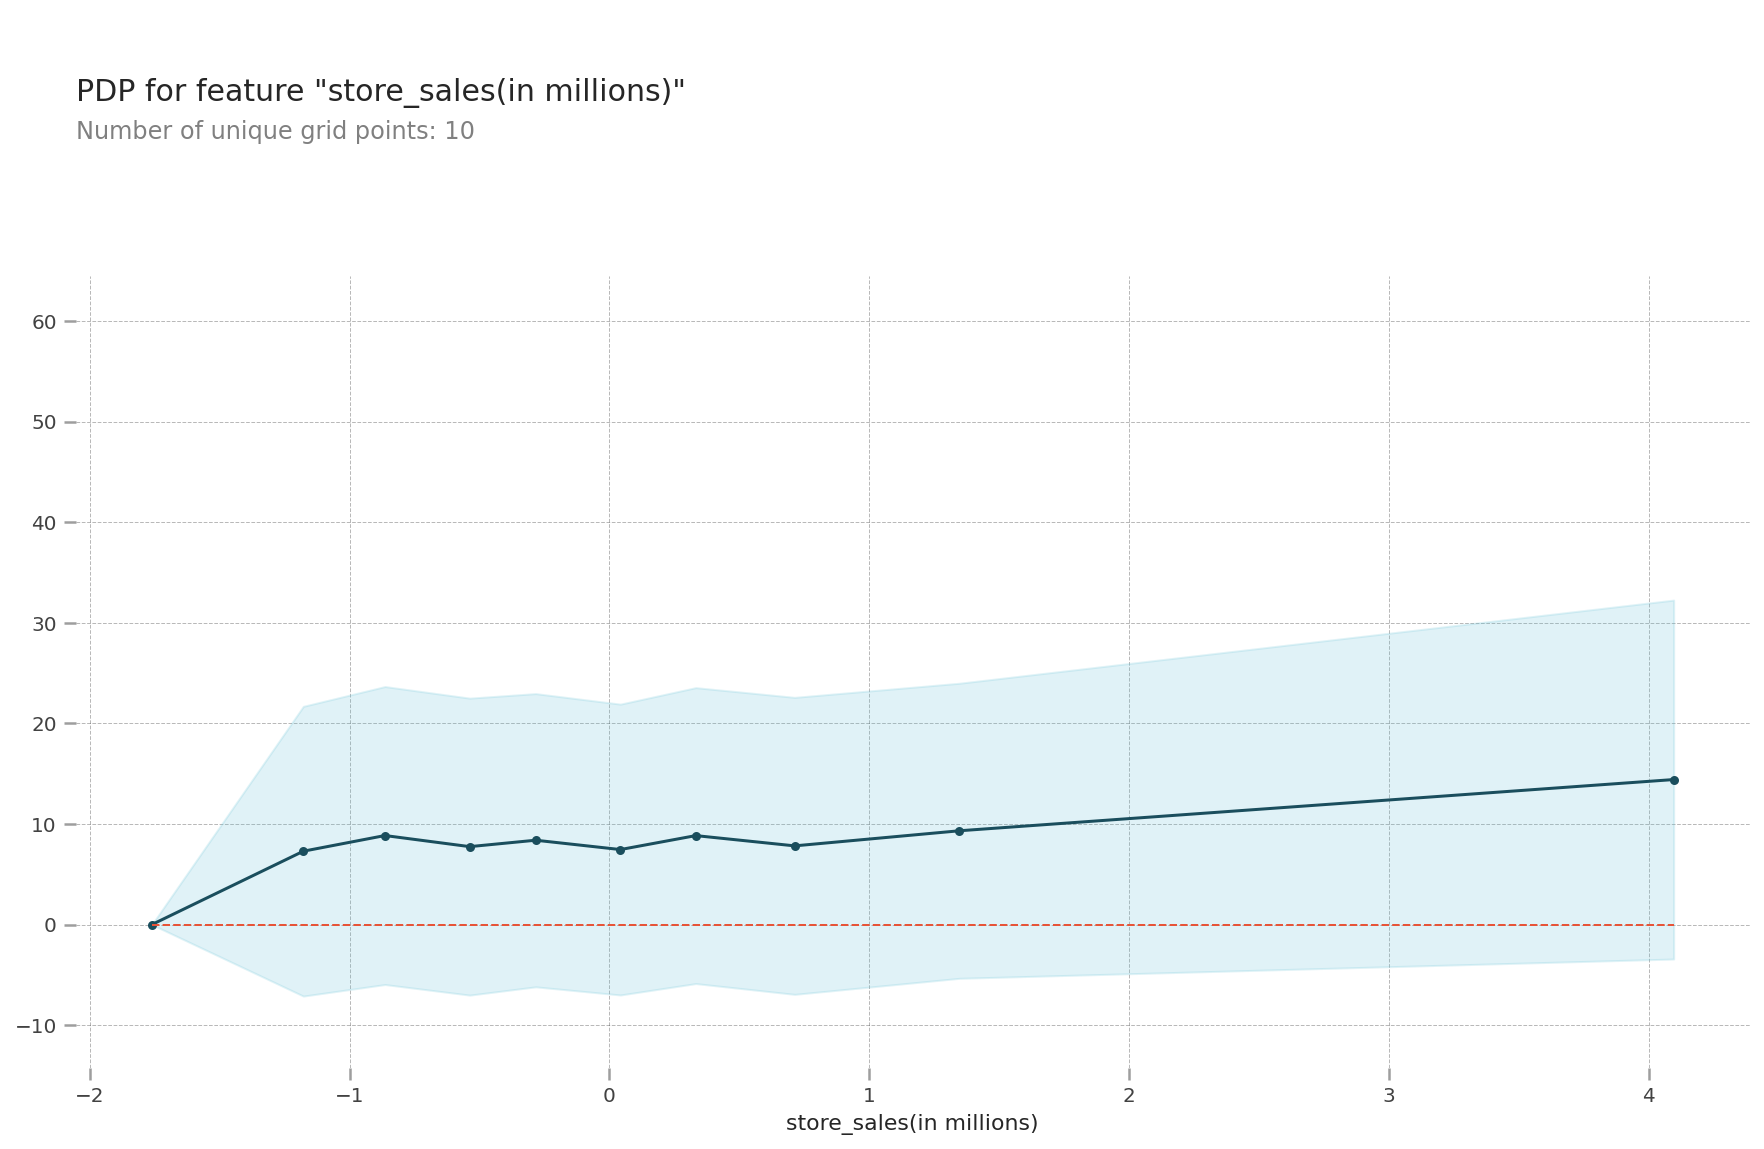 PDP for feature "store_sales(in millions)"
Number of unique grid points: 10
60
50
40
30
20
10
0
−10
−2 −1 0 1 2 3 4
store_sales(in millions)